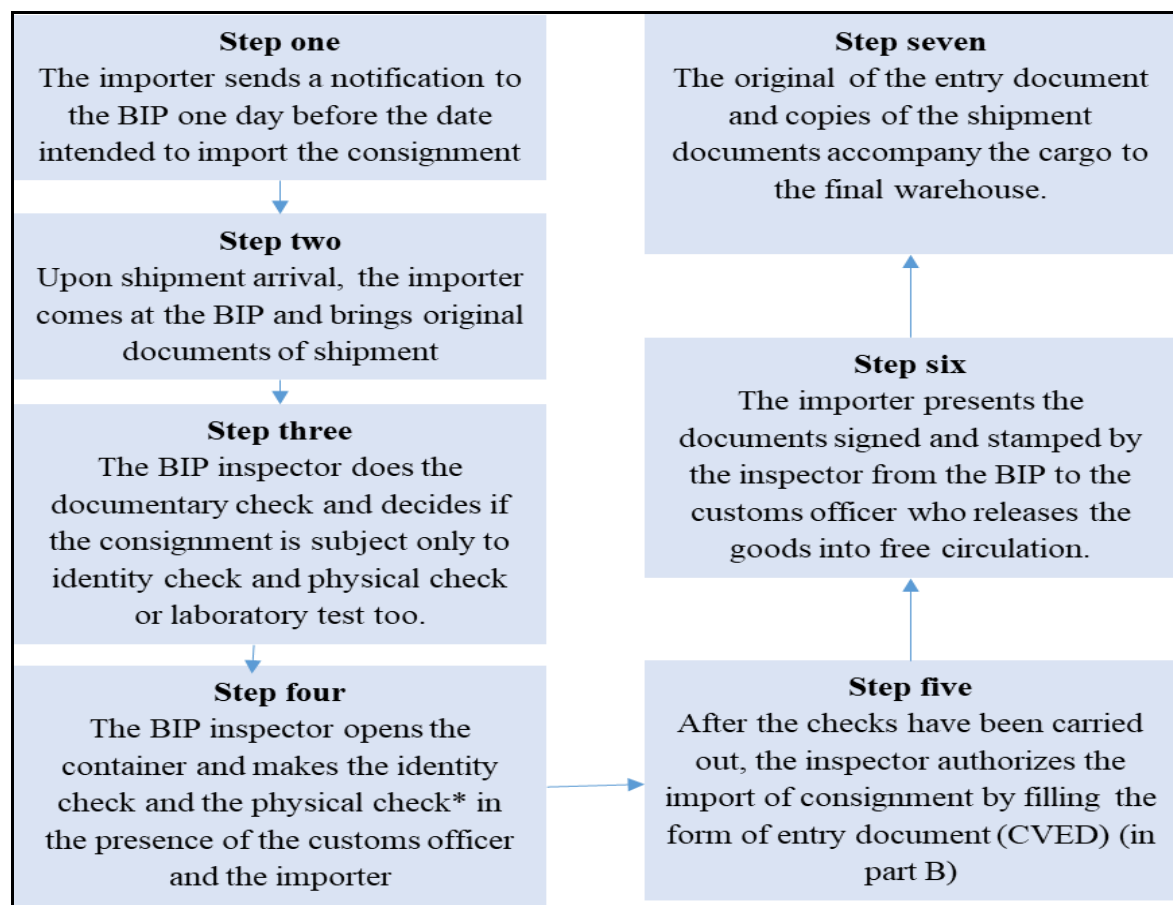 Step one
The importer sends a notification to
the BIP one day before the date
intended to import the consignment
Step two
Upon shipment arrival, the importer
comes at the BIP and brings original
documents of shipment
Step three
The BIP inspector does the
documentary check and decides if
the consignment is subject only to
identity check and physical check
or laboratory test too.
Step four
The BIP inspector opens the
container and makes the identity
check and the physical check* in
the presence of the customs officer
and the importer
Step five
After the checks have been carried
out, the inspector authorizes the
import of consignment by filling the
form of entry document (CVED) (in
part B)
Step six
The importer presents the
documents signed and stamped by
the inspector from the BIP to the
customs officer who releases the
goods into free circulation.
Step seven
The original of the entry document
and copies of the shipment
documents accompany the cargo to
the final warehouse.